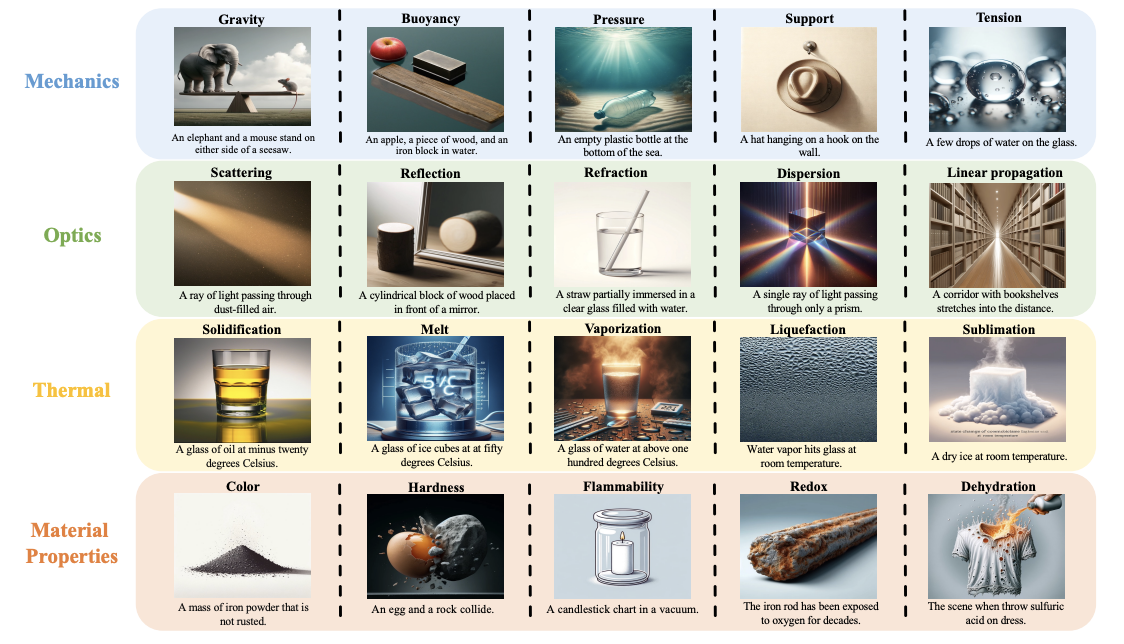 Mechanics
Gravity
Buoyancy
Pressure
Support
Tension
An elephant and a mouse stand on
either side of a seesaw.
An apple, a piece of wood, and an
iron block in water.
An empty plastic bottle at the
bottom of the sea.
A hat hanging on a hook on the
wall.
A few drops of water on the glass.
Optics
Scattering
Reflection
Refraction
Dispersion
Linear propagation
A ray of light passing through
dust-filled air.
A cylindrical block of wood placed
in front of a mirror.
A straw partially immersed in a
clear glass filled with water.
A single ray of light passing
through only a prism.
A corridor with bookshelves
stretches into the distance.
Thermal
Solidification
Melt
Vaporization
Liquefaction
Sublimation
A glass of oil at minus twenty
degrees Celsius.
A glass of ice cubes at at fifty
degrees Celsius.
A glass of water at above one
hundred degrees Celsius.
Water vapor hits glass at
room temperature.
A dry ice at room temperature.
Material
Properties
Color
Hardness
Flammability
Redox
Dehydration
A mass of iron powder that is
not rusted.
An egg and a rock collide.
A candlestick chart in a vacuum.
The iron rod has been exposed
to oxygen for decades.
The scene when throw sulfuric
acid on dress.